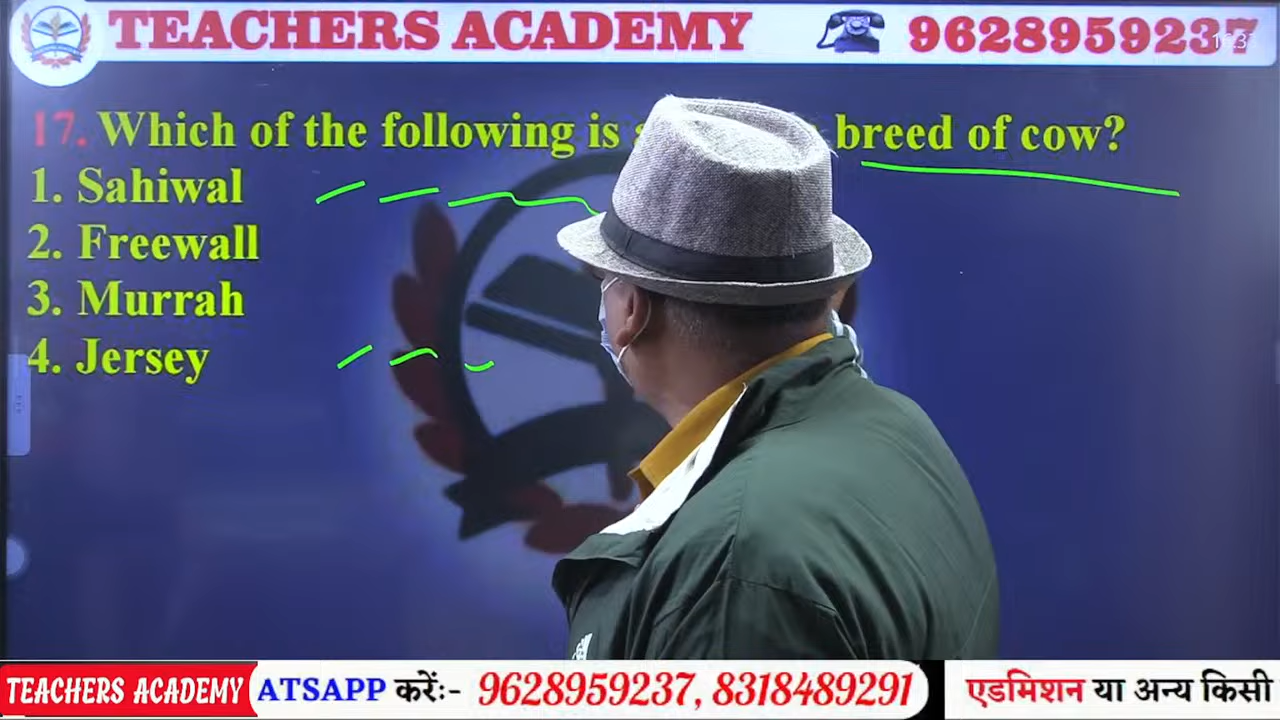 TEACHERS ACADEMY 9628959237
17. Which of the following is breed of cow?
1. Sahiwal
2. Freewall
3. Murrah
4. Jersey
TEACHERS ACADEMY ATSAPP करेंः- 9628959237, 8318489291 एडमिशन या अन्य किसी